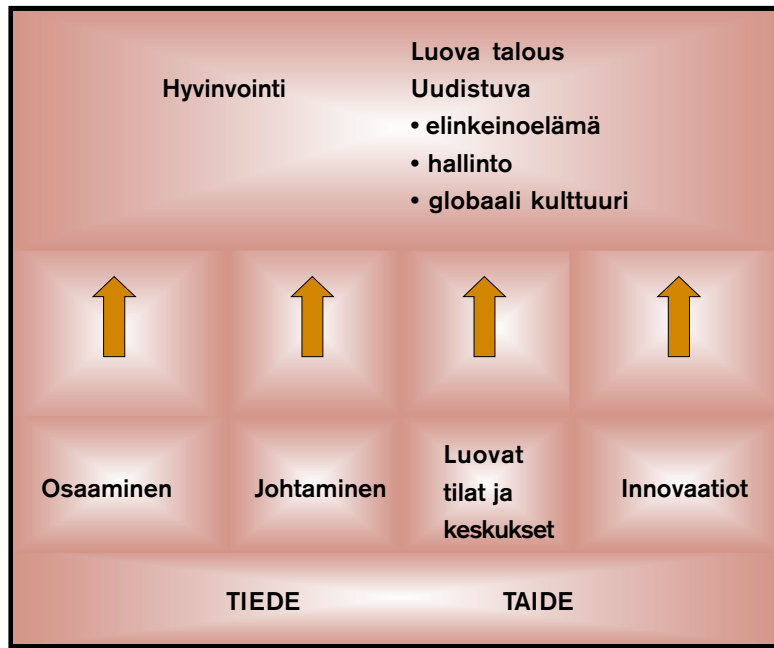 Hyvinvointi
Luova talous
Uudistuva
• elinkeinoelämä
• hallinto
• globaali kulttuuri
Osaaminen
Johtaminen
Luovat
tilat ja
keskukset
Innovaatiot
TIEDE
TAIDE